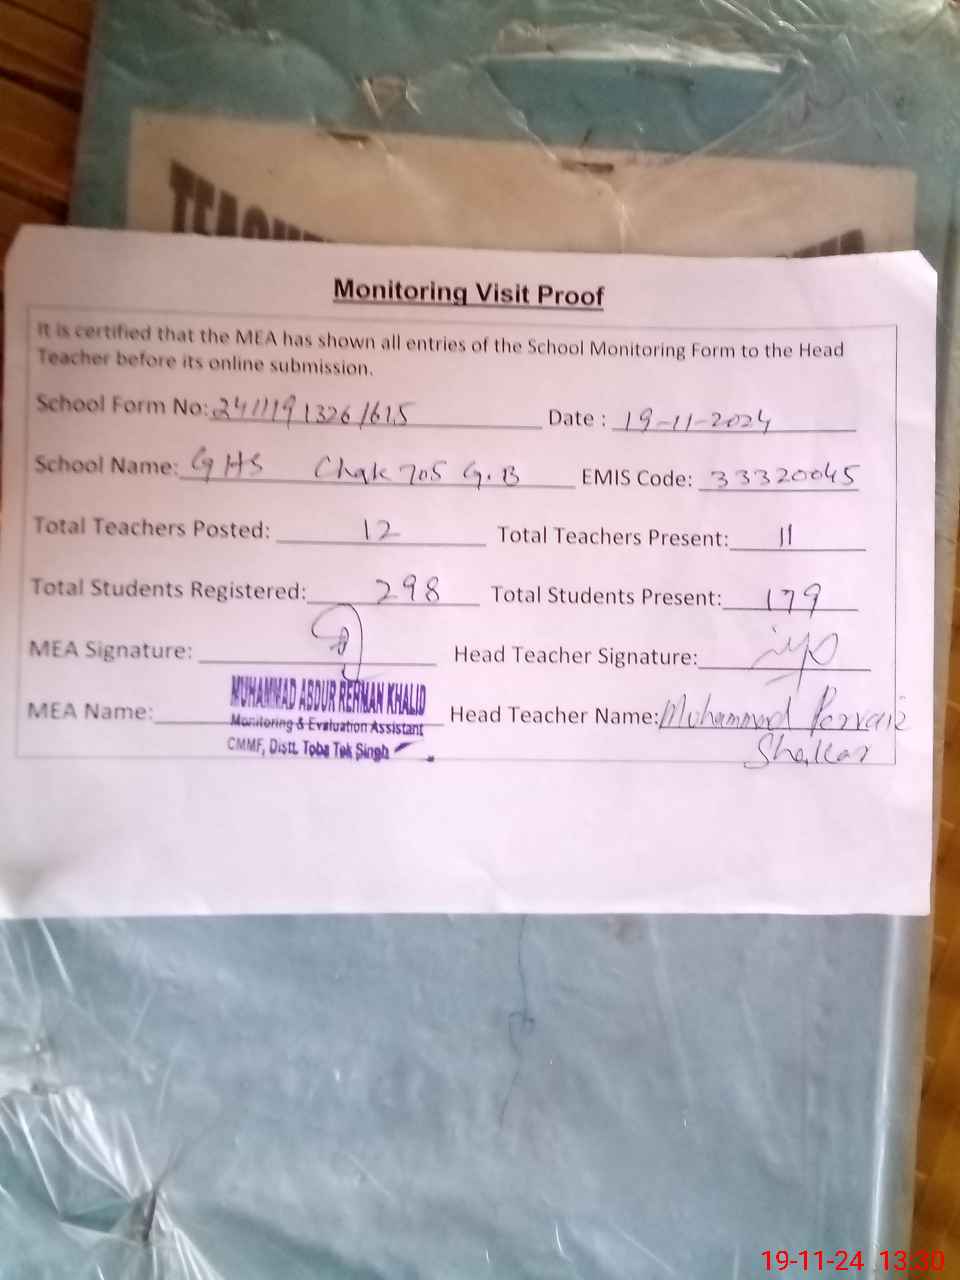 Monitoring Visit Proof
It is certified that the MEA has shown all entries of the School Monitoring Form to the Head
Teacher before its online submission.
School Form No: 2411191326/615 Date : 19-11-2024
School Name: GHS Chak 705 G.B EMIS Code: 33320045
Total Teachers Posted: 12 Total Teachers Present: 11
Total Students Registered: 298 Total Students Present: 179
MEA Signature: Head Teacher Signature:
MEA Name: MUHAMMAD ABDUR REHMAN KHALID Head Teacher Name: Mohammad Pervaiz
Monitoring & Evaluation Assistant Shakar
CMMF, Distt. Toba Tek Singh
19-11-24 13:30